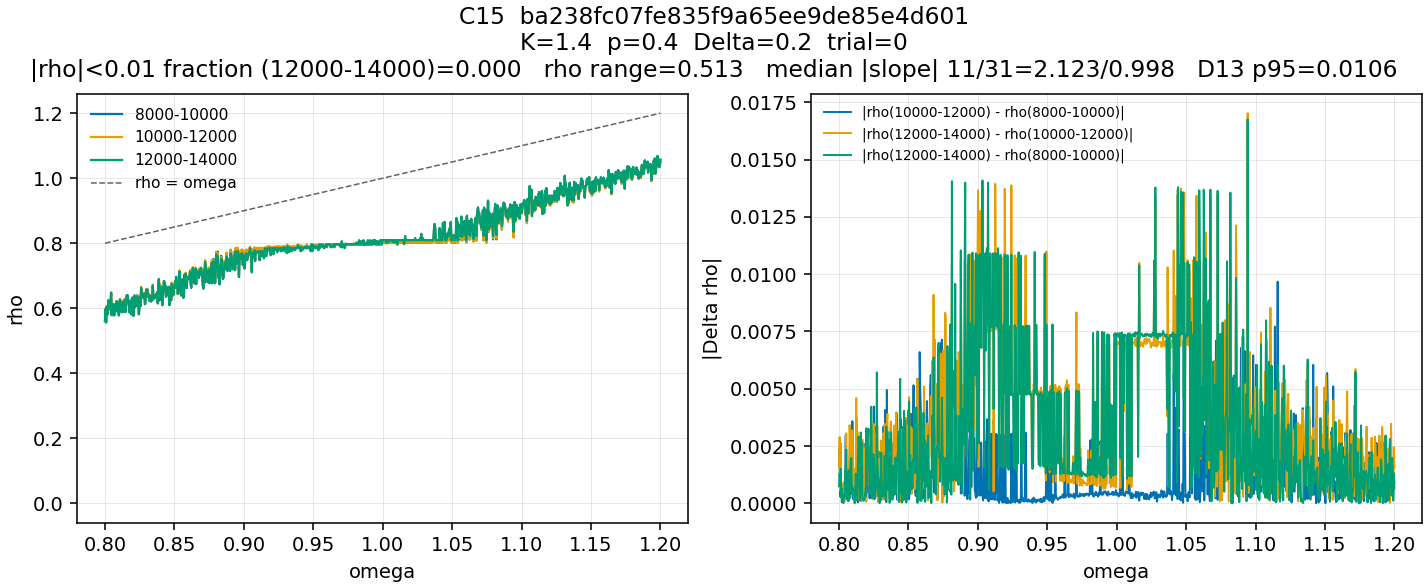 C15  ba238fc07fe835f9a65ee9de85e4d601
K=1.4  p=0.4  Delta=0.2  trial=0
|rho|<0.01 fraction (12000-14000)=0.000   rho range=0.513   median |slope| 11/31=2.123/0.998   D13 p95=0.0106
8000-10000
10000-12000
12000-14000
rho = omega
rho
1.2
1.0
0.8
0.6
0.4
0.2
0.0
0.80 0.85 0.90 0.95 1.00 1.05 1.10 1.15 1.20
omega
|rho(10000-12000) - rho(8000-10000)|
|rho(12000-14000) - rho(10000-12000)|
|rho(12000-14000) - rho(8000-10000)|
|Delta rho|
0.0175
0.0150
0.0125
0.0100
0.0075
0.0050
0.0025
0.0000
0.80 0.85 0.90 0.95 1.00 1.05 1.10 1.15 1.20
omega